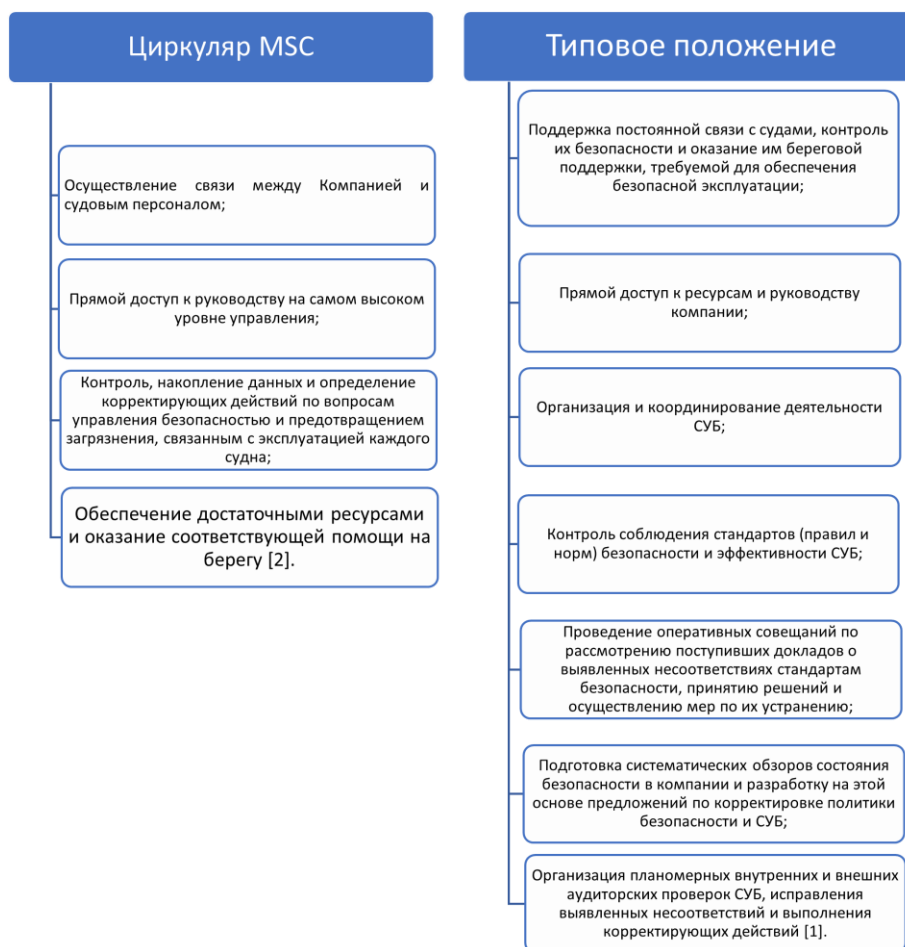 Циркуляр MSC
Осуществление связи между Компанией и
судовым персоналом;
Прямой доступ к руководству на самом высоком
уровне управления;
Контроль, накопление данных и определение
корректирующих действий по вопросам
управления безопасностью и предотвращением
загрязнения, связанным с эксплуатацией каждого
судна;
Обеспечение достаточными ресурсами
и оказание соответствующей помощи на
берегу [2].
Типовое положение
Поддержка постоянной связи с судами, контроль
их безопасности и оказание им береговой
поддержки, требуемой для обеспечения
безопасной эксплуатации;
Прямой доступ к ресурсам и руководству
компании;
Организация и координирование деятельности
СУБ;
Контроль соблюдения стандартов (правил и
норм) безопасности и эффективности СУБ;
Проведение оперативных совещаний по
рассмотрению поступивших докладов о
выявленных несоответствиях стандартам
безопасности, принятию решений и
осуществлению мер по их устранению;
Подготовка систематических обзоров состояния
безопасности в компании и разработку на этой
основе предложений по корректировке политики
безопасности и СУБ;
Организация планомерных внутренних и внешних
аудиторских проверок СУБ, исправления
выявленных несоответствий и выполнения
корректирующих действий [1].